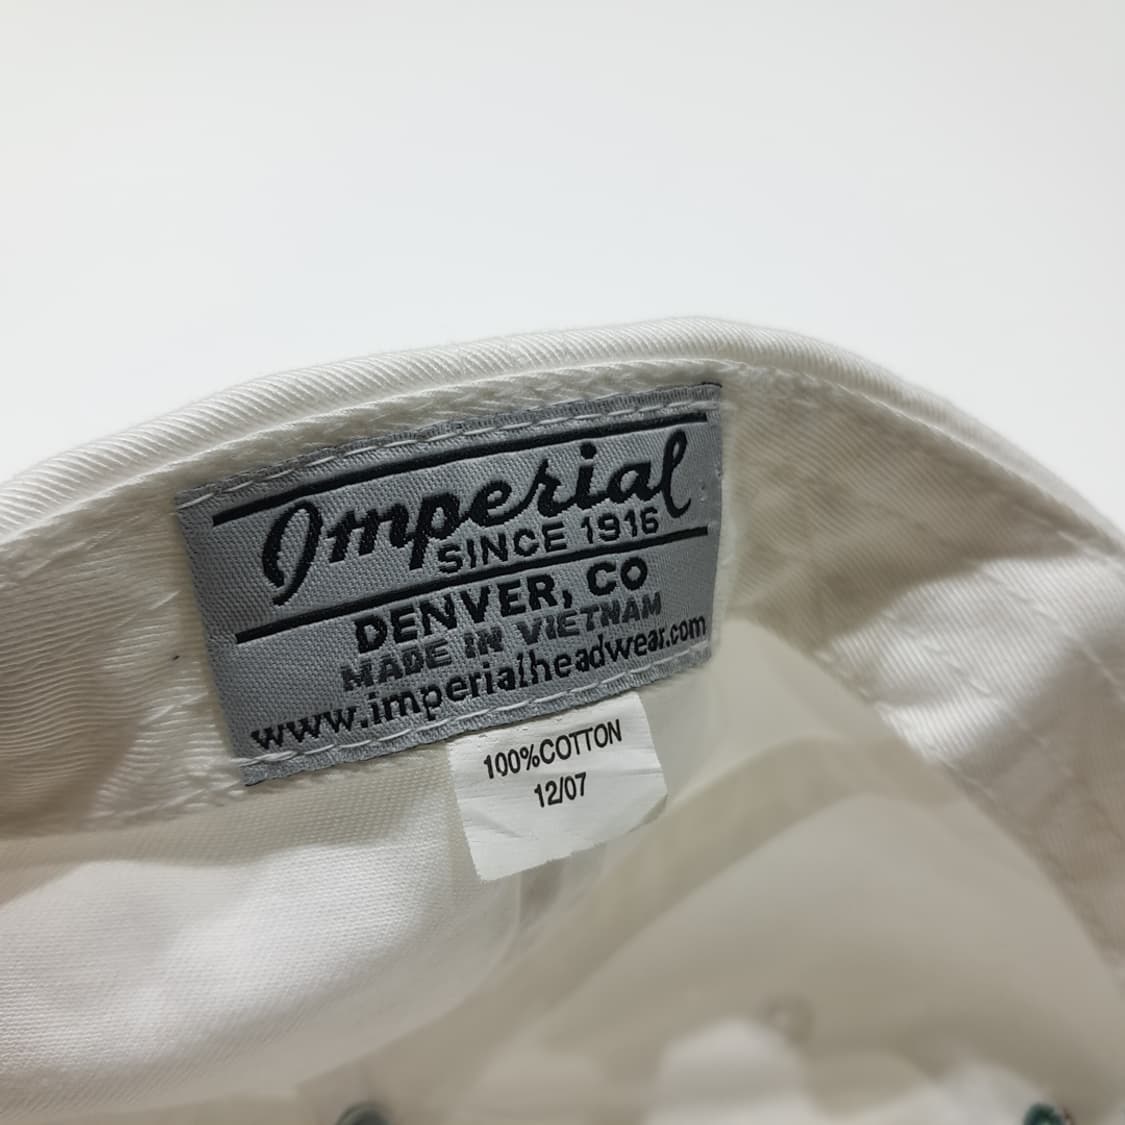 Imperial
SINCE 1916
DENVER, CO
MADE IN VIETNAM
www.imperialheadwear.com
100%COTTON
12/07